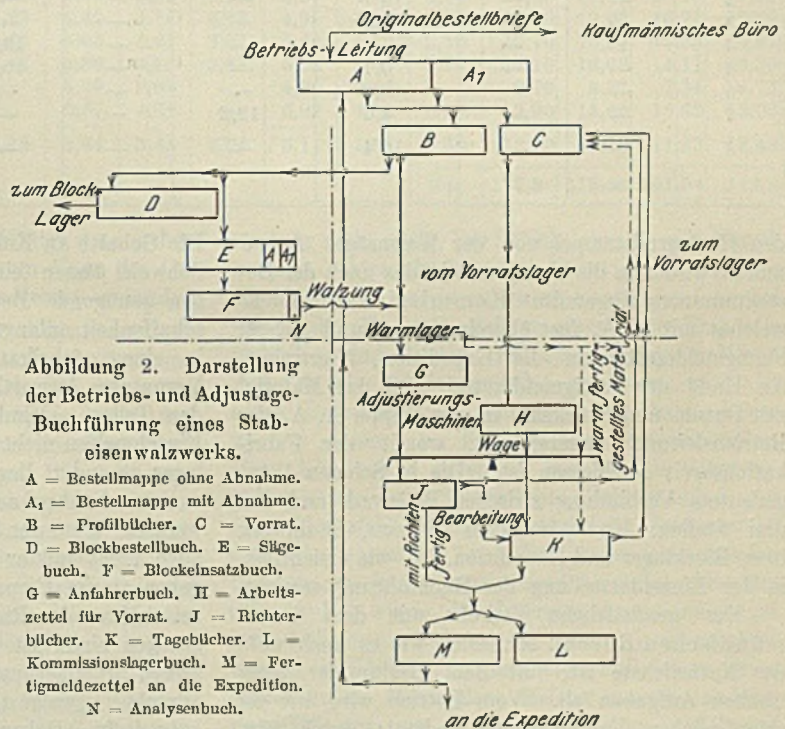 Originalbestellbriefe
Kaufmännisches Büro
Betriebs-Leitung
A A1
B C
zum Block
Lager
D
E A A1
zum
Vorratslager
vom Vorratslager
F
Walzung
N
Warmlager
G
Adjustierungs-
Maschinen
H
Wage
warm fertig-
gestelltes Material
J
Bearbeitung
mit Richten
fertig
K
M L
an die Expedition
Abbildung 2. Darstellung
der Betriebs- und Adjustage-
Buchführung eines Stab-
eisenwalzwerks.
A = Bestellmappe ohne Abnahme.
A1 = Bestellmappe mit Abnahme.
B = Profilbücher. C = Vorrat.
D = Blockbestellbuch. E = Säge-
buch. F = Blockeinsatzbuch.
G = Anfahrerbuch. H = Arbeits-
zettel für Vorrat. J = Richter-
bücher. K = Tagebücher. L =
Kommissionslagerbuch. M = Fer-
tigmeldezettel an die Expedition.
N = Analysenbuch.